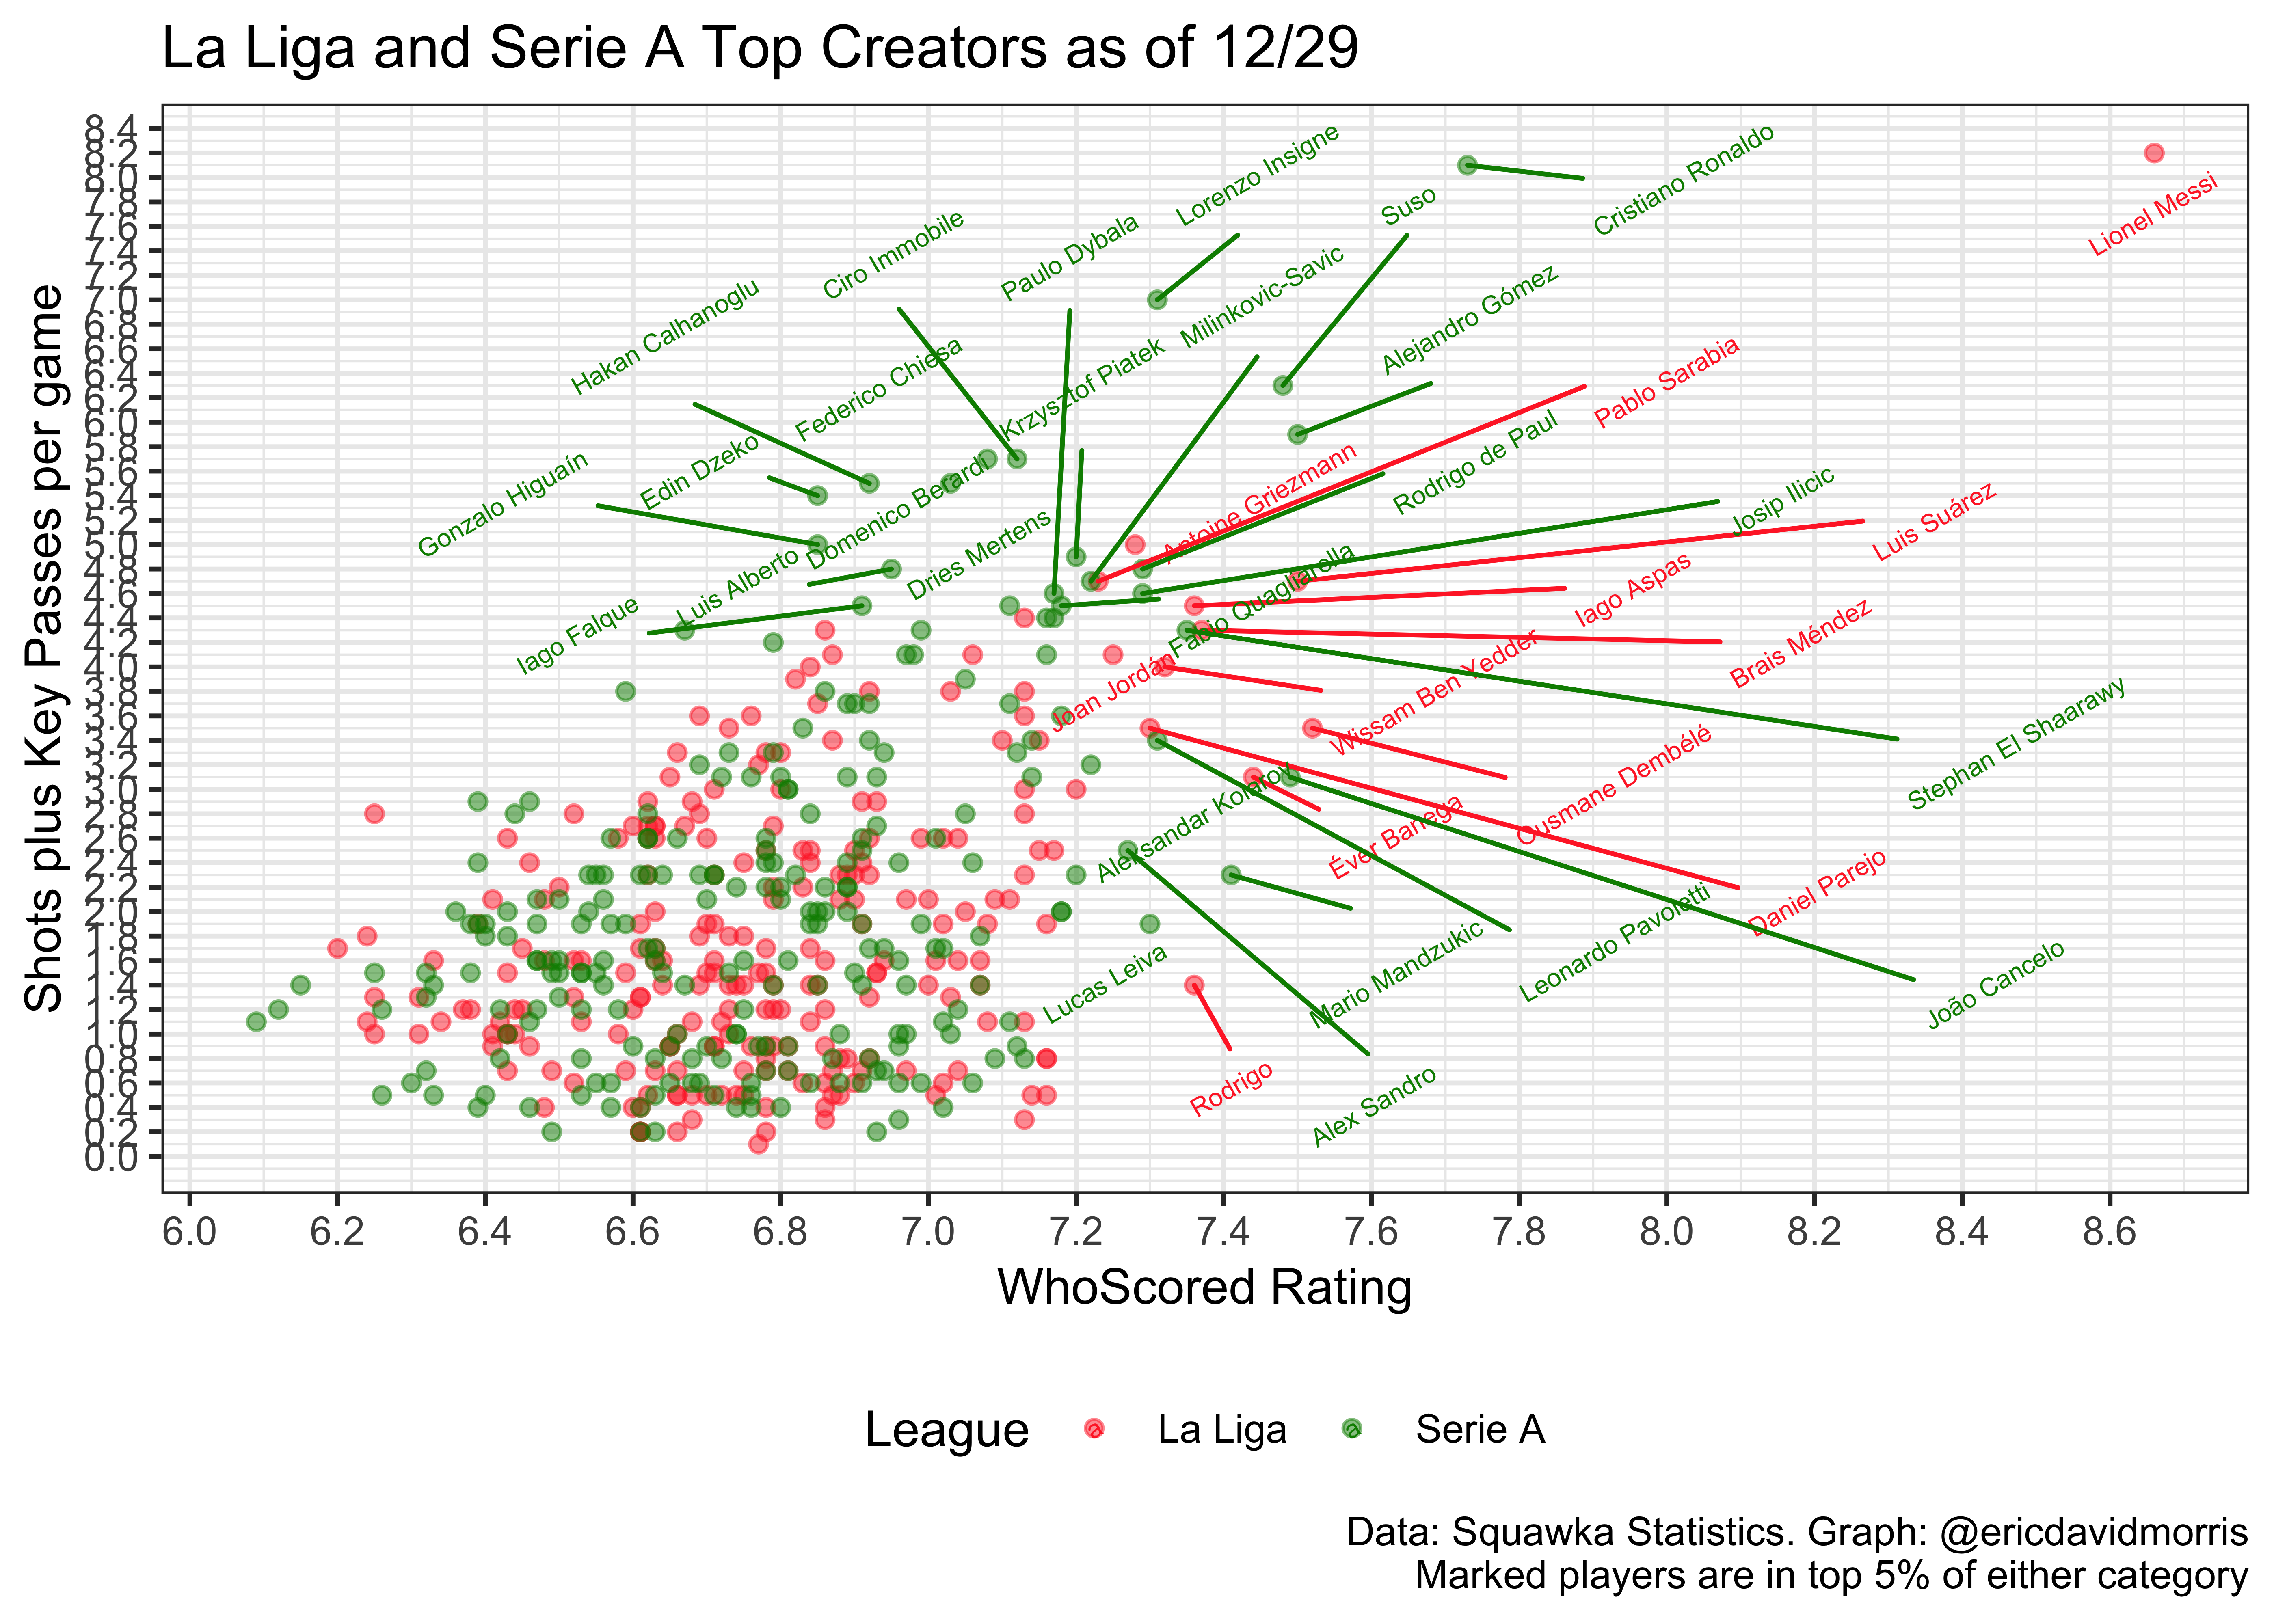 La Liga and Serie A Top Creators as of 12/29
Shots plus Key Passes per game
8.4
8.2
8.0
7.8
7.6
7.4
7.2
7.0
6.8
6.6
6.4
6.2
6.0
5.8
5.6
5.4
5.2
5.0
4.8
4.6
4.4
4.2
4.0
3.8
3.6
3.4
3.2
3.0
2.8
2.6
2.4
2.2
2.0
1.8
1.6
1.4
1.2
1.0
0.8
0.6
0.4
0.2
0.0
Lorenzo Insigne
Cristiano Ronaldo
Lionel Messi
Suso
Ciro Immobile
Paulo Dybala
Milinkovic-Savic
Alejandro Gómez
Hakan Calhanoglu
Federico Chiesa
Krzysztof Piatek
Pablo Sarabia
Gonzalo Higuaín
Edin Dzeko
Domenico Berardi
Antoine Griezmann
Rodrigo de Paul
Josip Ilicic
Luis Suárez
Luis Alberto
Dries Mertens
Fabio Quagliarella
Iago Aspas
Iago Falque
Brais Méndez
Joan Jordán
Wissam Ben Yedder
Stephan El Shaarawy
Aleksandar Kolarov
Éver Banega
Ousmane Dembélé
Daniel Parejo
Lucas Leiva
Mario Mandzukic
Leonardo Pavoletti
João Cancelo
Rodrigo
Alex Sandro
6.0 6.2 6.4 6.6 6.8 7.0 7.2 7.4 7.6 7.8 8.0 8.2 8.4 8.6
WhoScored Rating
League a La Liga a Serie A
Data: Squawka Statistics. Graph: @ericdavidmorris
Marked players are in top 5% of either category